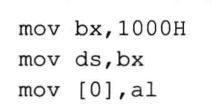 mov bx,1000H
mov ds,bx
mov [0],al